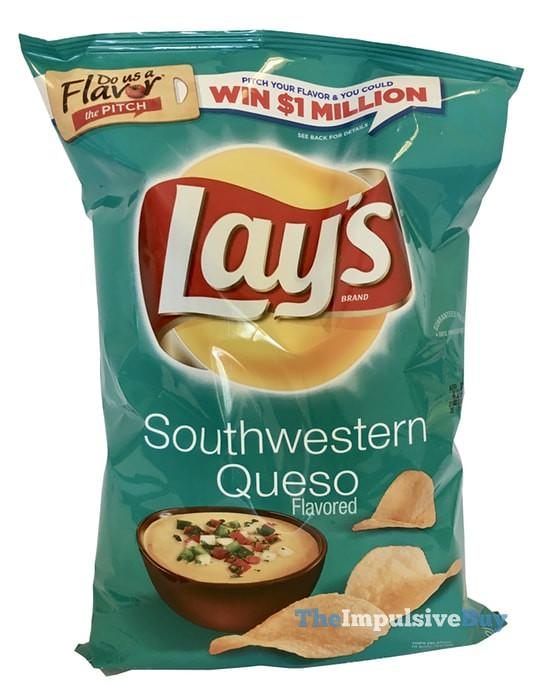 Do us a
Flavor
the PITCH
PITCH YOUR FLAVOR & YOU COULD
WIN $1 MILLION
SEE BACK FOR DETAILS
Lay's
BRAND
Southwestern
Queso
Flavored
TheImpulsiveBuy